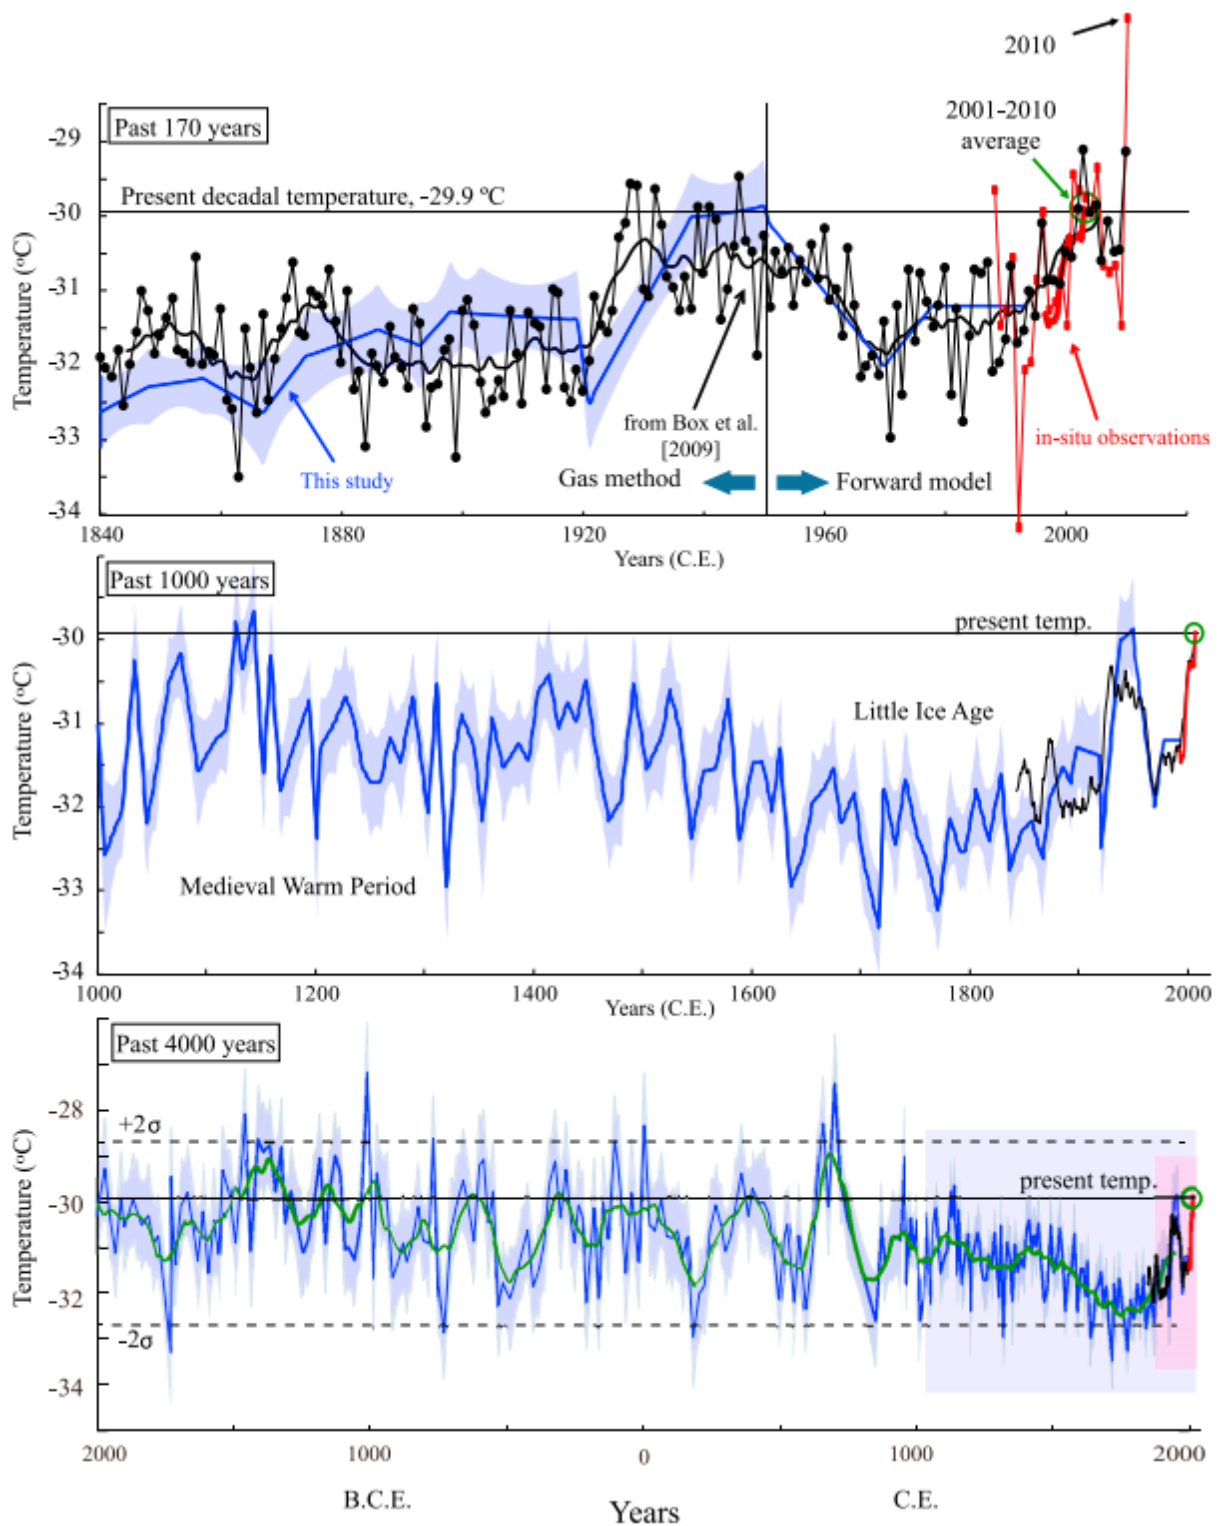 2010
-29
Past 170 years
2001-2010
average
Present decadal temperature, -29.9 ºC
-30
Temperature (ºC)
-31
-32
from Box et al.
[2009]
in-situ observations
-33
This study
Gas method
Forward model
-34
1840
1880
1920
1960
2000
Years (C.E.)
Past 1000 years
present temp.
-30
Temperature (ºC)
-31
Little Ice Age
-32
-33
Medieval Warm Period
-34
1000
1200
1400
1600
1800
2000
Years (C.E.)
Past 4000 years
-28
+2σ
Temperature (ºC)
present temp.
-30
-32
-2σ
-34
2000
1000
0
1000
2000
B.C.E.
Years
C.E.